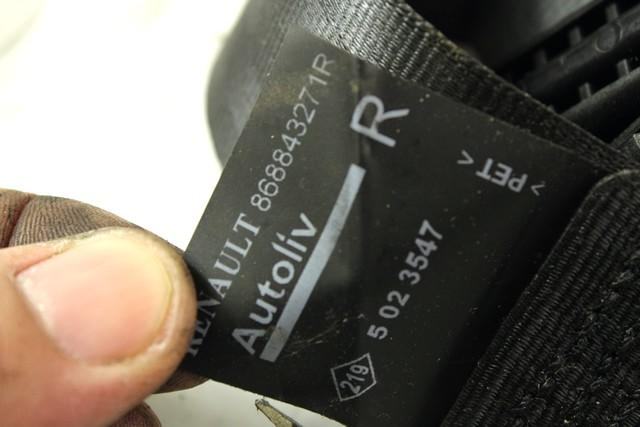 RENAULT 868843271R
Autoliv R
219 5 02 3547
> PET <